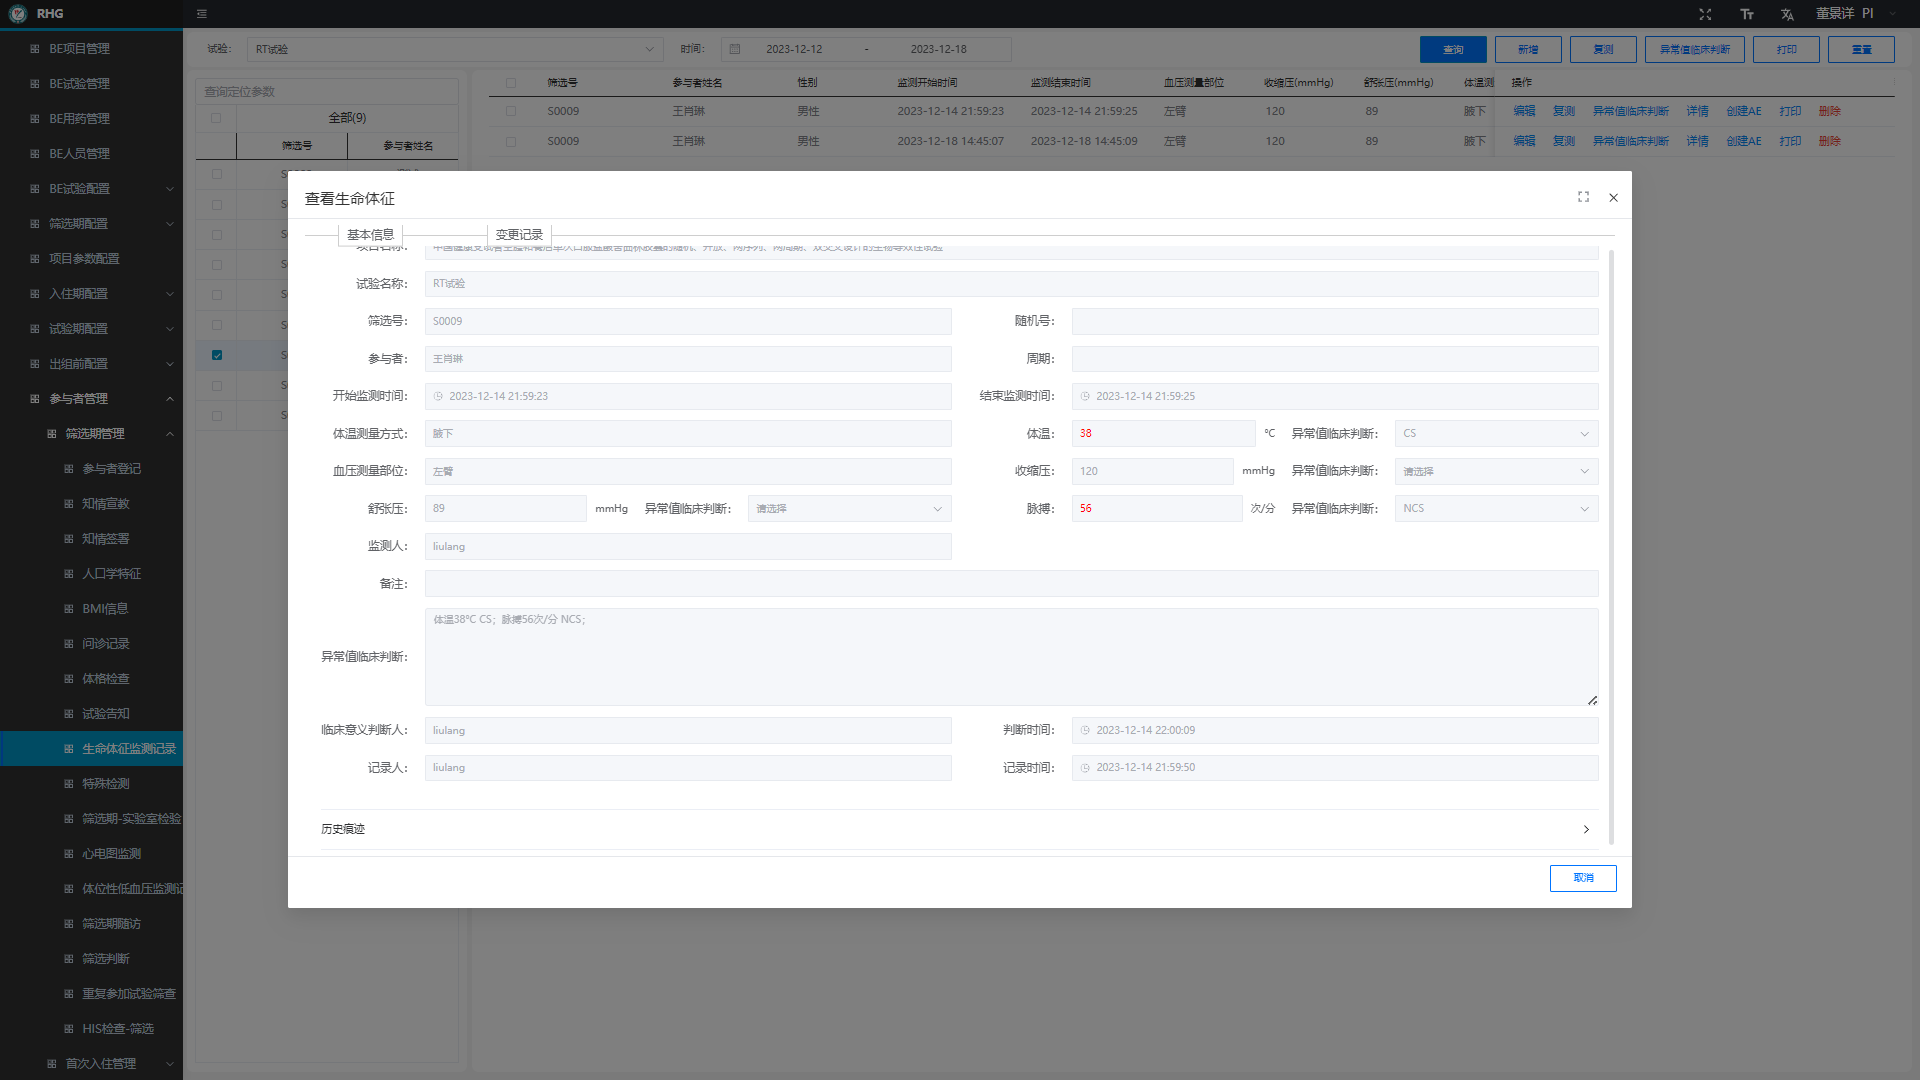 RHG
董景详 PI
BE项目管理
BE试验管理
BE用药管理
BE人员管理
BE试验配置
筛选期配置
项目参数配置
入住期配置
试验期配置
出组前配置
参与者管理
筛选期管理
参与者登记
知情宣教
知情签署
人口学特征
BMI信息
问诊记录
体格检查
试验告知
生命体征监测记录
特殊检测
筛选期-实验室检验
心电图监测
体位性低血压监测记
筛选期随访
筛选判断
重复参加试验筛查
HIS检查-筛选
首次入住管理
试验: RT试验 时间: 2023-12-12 - 2023-12-18
查询 新增 复测 异常值临床判断 打印 重置
查询定位参数
全部(9)
筛选号 参与者姓名
筛选号 参与者姓名 性别 监测开始时间 监测结束时间 血压测量部位 收缩压(mmHg) 舒张压(mmHg) 体温测 操作
S0009 王肖琳 男性 2023-12-14 21:59:23 2023-12-14 21:59:25 左臂 120 89 腋下 编辑 复测 异常值临床判断 详情 创建AE 打印 删除
S0009 王肖琳 男性 2023-12-18 14:45:07 2023-12-18 14:45:09 左臂 120 89 腋下 编辑 复测 异常值临床判断 详情 创建AE 打印 删除
查看生命体征
基本信息 变更记录
试验名称: RT试验
筛选号: S0009 随机号:
参与者: 王肖琳 周期:
开始监测时间: 2023-12-14 21:59:23 结束监测时间: 2023-12-14 21:59:25
体温测量方式: 腋下 体温: 38 °C 异常值临床判断: CS
血压测量部位: 左臂 收缩压: 120 mmHg 异常值临床判断: 请选择
舒张压: 89 mmHg 异常值临床判断: 请选择 脉搏: 56 次/分 异常值临床判断: NCS
监测人: liulang
备注:
异常值临床判断: 体温38℃ CS; 脉搏56次/分 NCS;
临床意义判断人: liulang 判断时间: 2023-12-14 22:00:09
记录人: liulang 记录时间: 2023-12-14 21:59:50
历史痕迹
取消